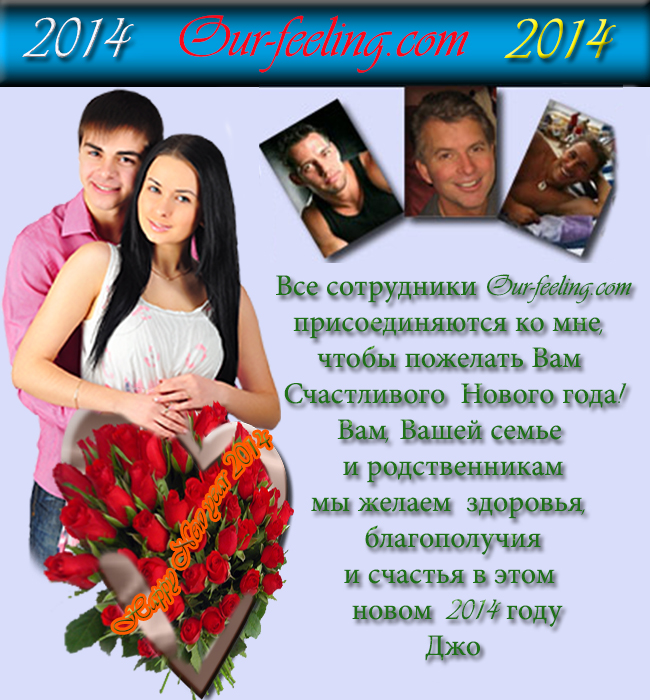 2014 Our-feeling.com 2014
Все сотрудники Our-feeling.com
присоединяются ко мне,
чтобы пожелать Вам
Счастливого Нового года!
Вам, Вашей семье
и родственникам
мы желаем здоровья,
благополучия
и счастья в этом
новом 2014 году
Джо
Happy New year 2014